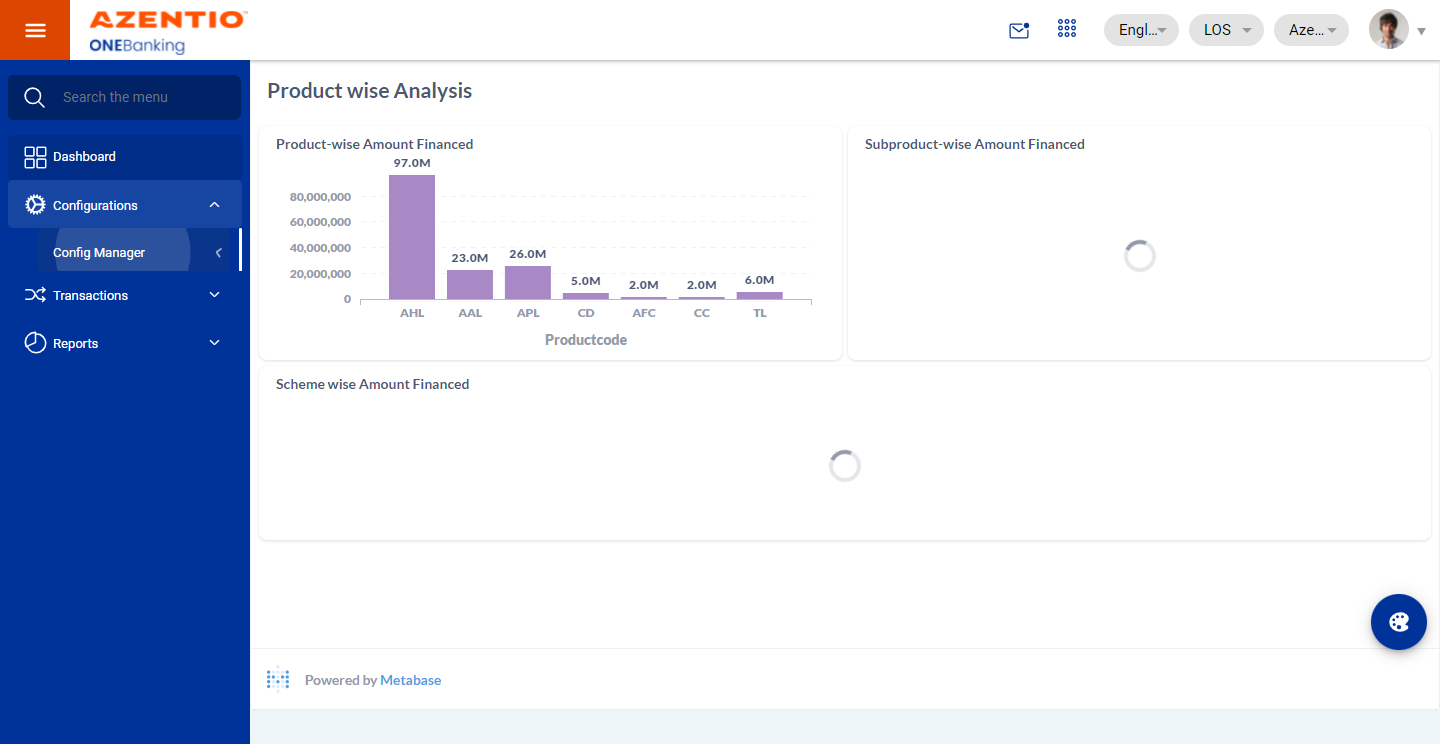 AZENTIO™
ONEBanking
Engl...
LOS
Aze...
Search the menu
Dashboard
Configurations
Config Manager
Transactions
Reports
Product wise Analysis
Product-wise Amount Financed
97.0M
80,000,000
60,000,000
40,000,000
20,000,000
0
23.0M
26.0M
5.0M
2.0M
2.0M
6.0M
AHL
AAL
APL
CD
AFC
CC
TL
Productcode
Subproduct-wise Amount Financed
Scheme wise Amount Financed
Powered by Metabase